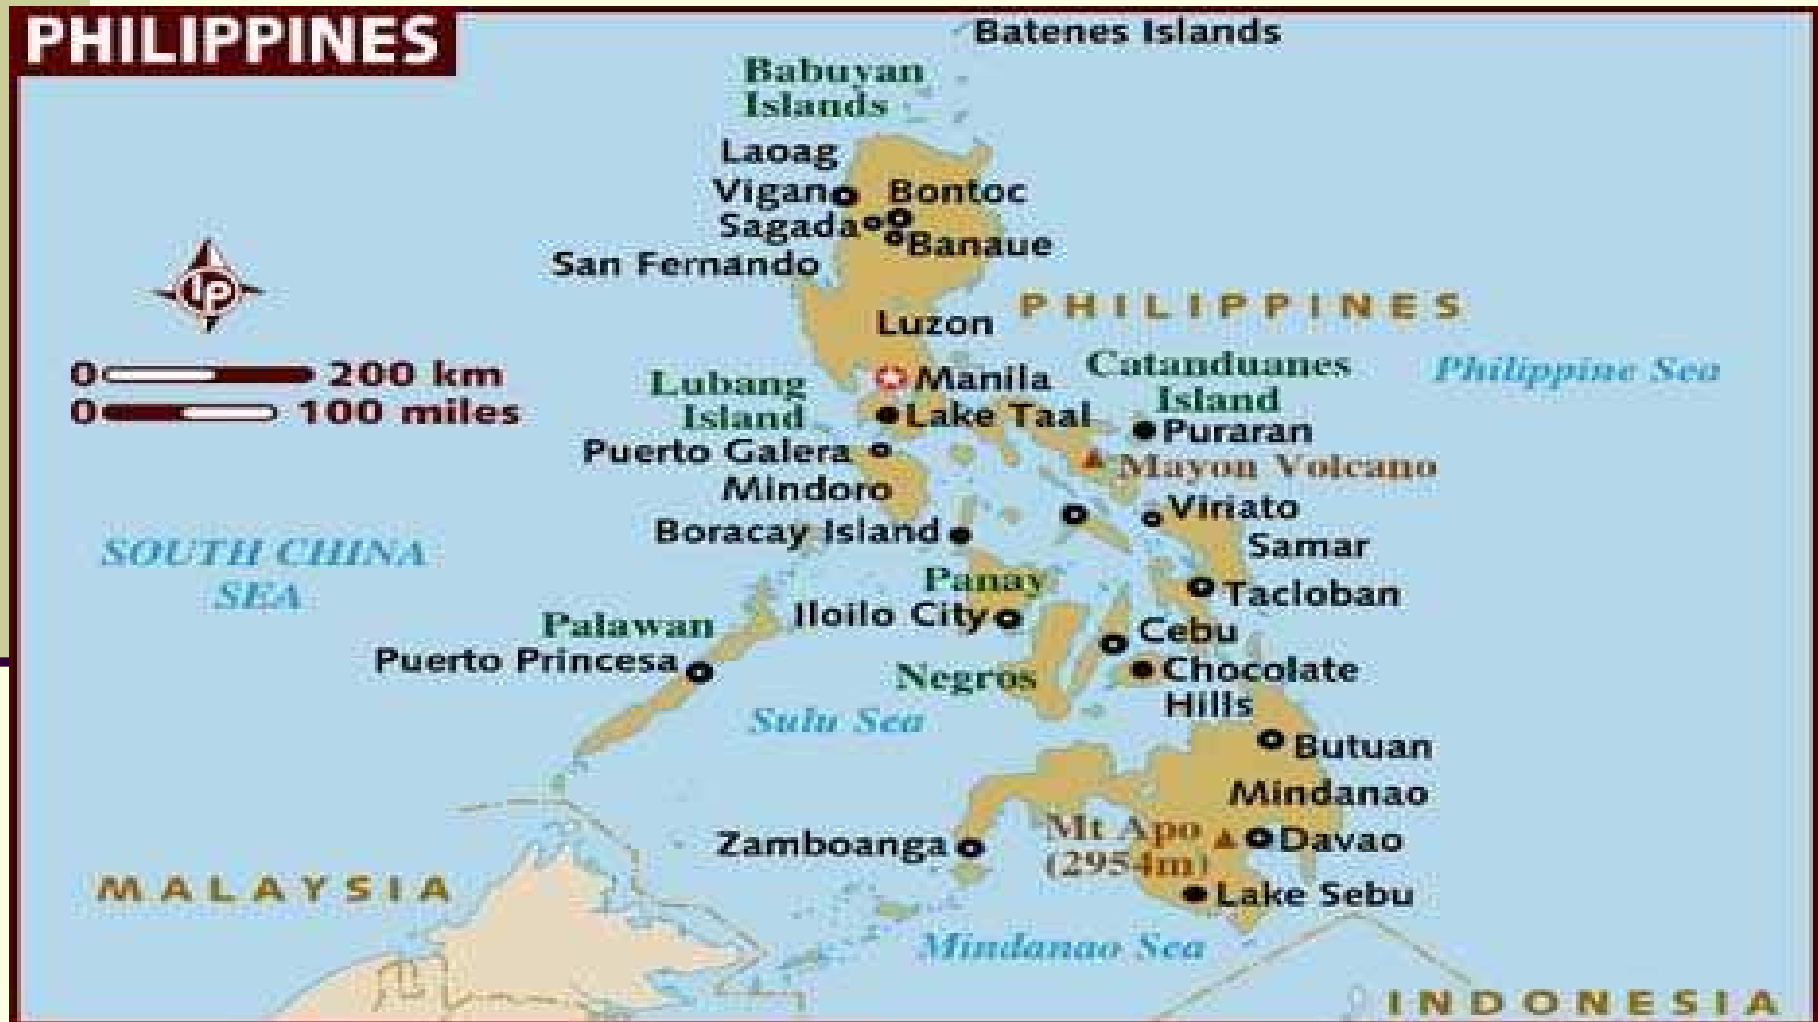 PHILIPPINES
Batenes Islands
Babuyan
Islands
Laoag
Vigan
Bontoc
Sagada
Banaue
San Fernando
lp
PHILIPPINES
Luzon
0 200 km
0 100 miles
Catanduanes
Island
Philippine Sea
Lubang
Island
Manila
Lake Taal
Puraran
Puerto Galera
Mayon Volcano
Mindoro
Viriato
Boracay Island
Samar
SOUTH CHINA
SEA
Panay
Tacloban
Iloilo City
Palawan
Cebu
Puerto Princesa
Negros
Chocolate
Hills
Sulu Sea
Butuan
Mindanao
Zamboanga
Mt Apo
(2954m)
Davao
MALAYSIA
Lake Sebu
Mindanao Sea
INDONESIA